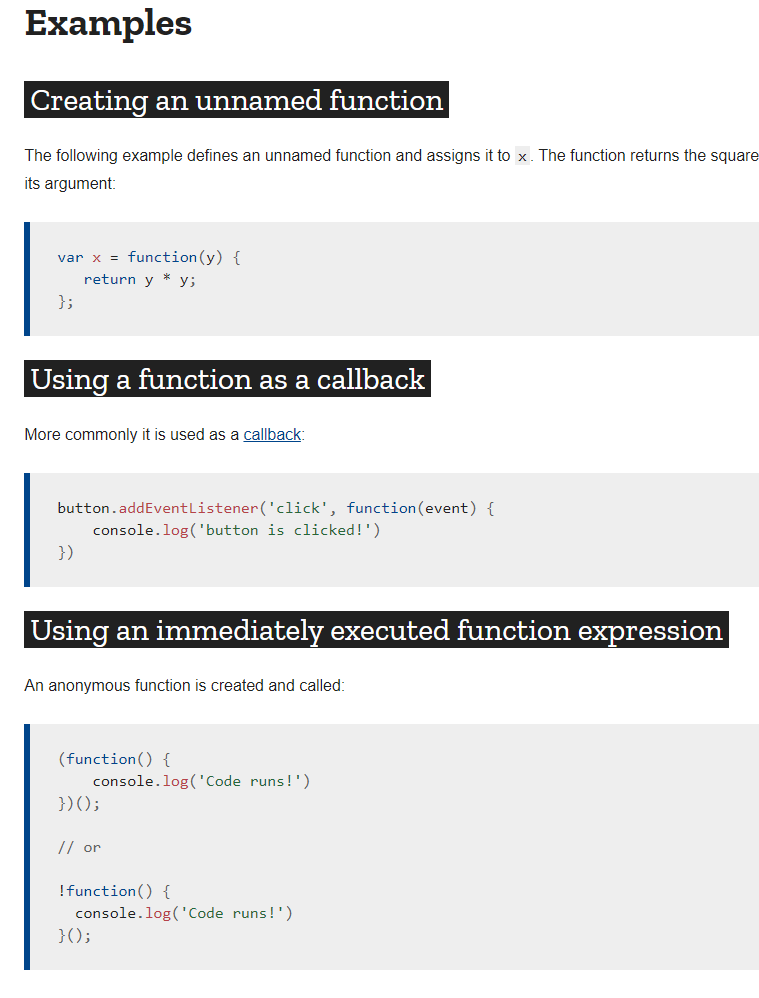 Examples
Creating an unnamed function
The following example defines an unnamed function and assigns it to x. The function returns the square
its argument:
var x = function(y) {
   return y * y;
};
Using a function as a callback
More commonly it is used as a callback:
button.addEventListener('click', function(event) {
    console.log('button is clicked!')
})
Using an immediately executed function expression
An anonymous function is created and called:
(function() {
    console.log('Code runs!')
})();
// or
!function() {
  console.log('Code runs!')
}();